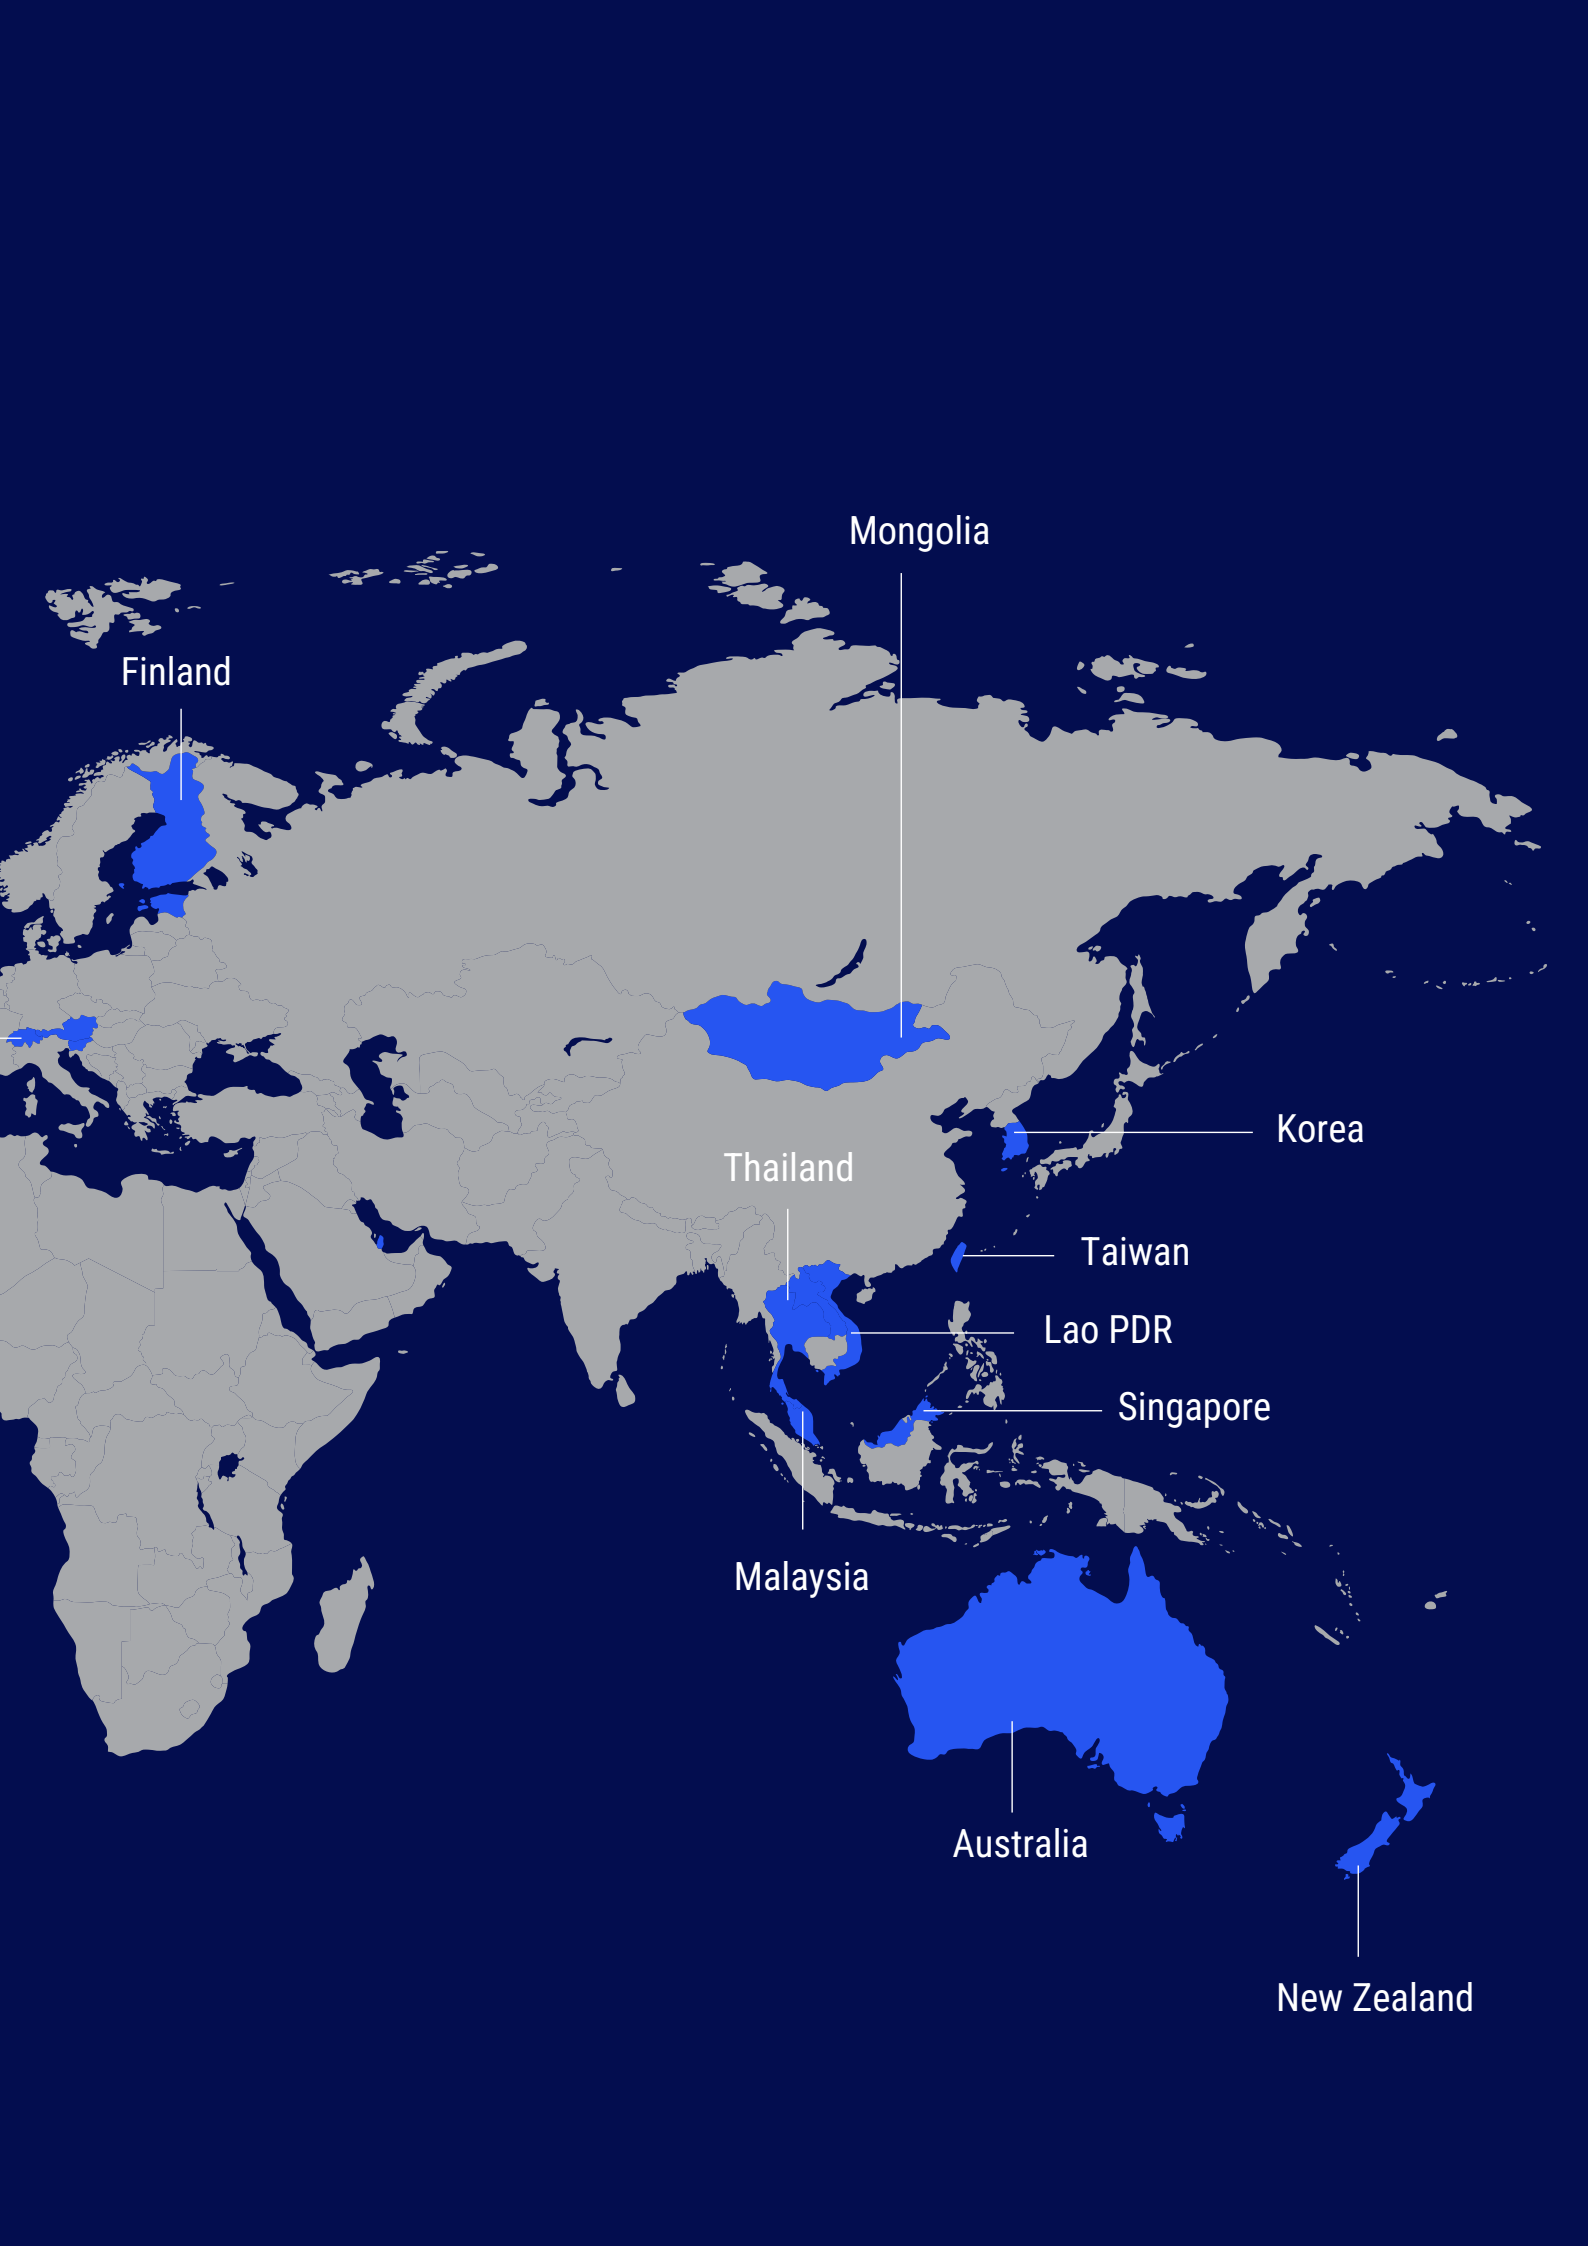 Mongolia
Finland
Korea
Thailand
Taiwan
Lao PDR
Singapore
Malaysia
Australia
New Zealand